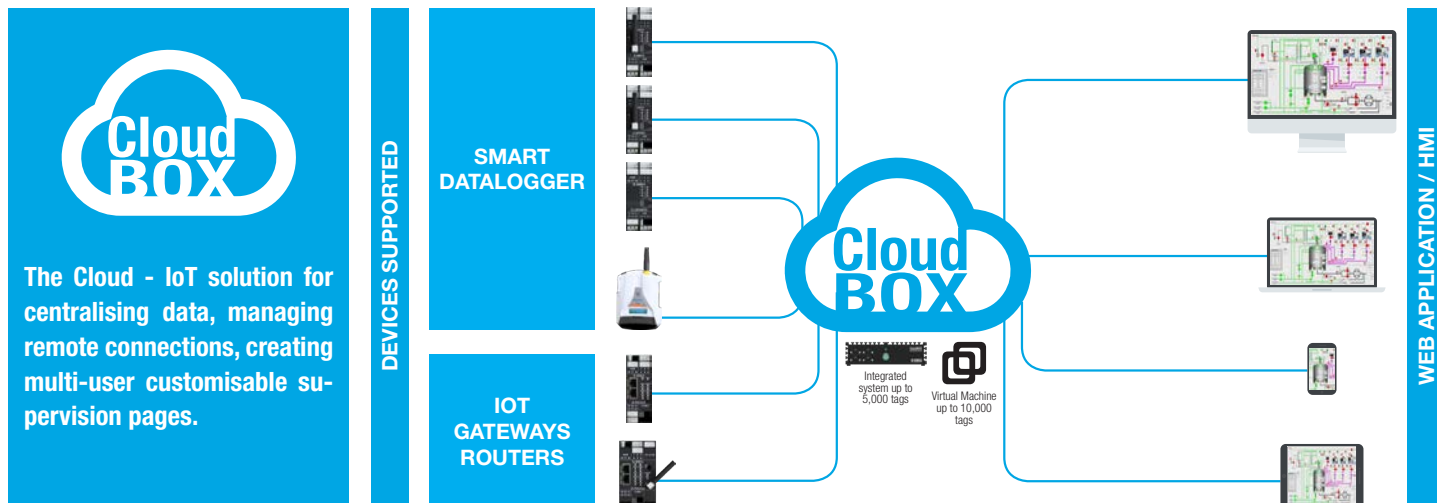 Cloud
BOX
The Cloud - IoT solution for
centralising data, managing
remote connections, creating
multi-user customisable su-
pervision pages.
DEVICES SUPPORTED
SMART
DATALOGGER
IOT
GATEWAYS
ROUTERS
Cloud
BOX
Integrated
system up to
5,000 tags
Virtual Machine
up to 10,000
tags
WEB APPLICATION / HMI